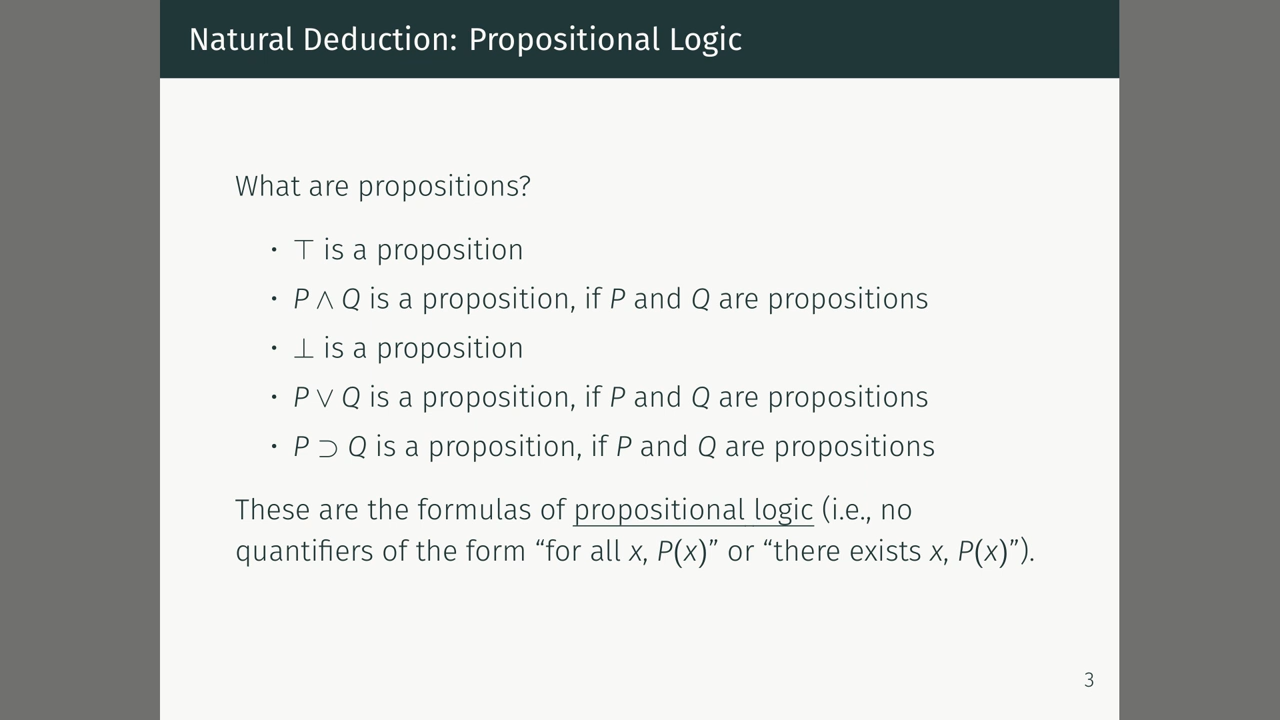 Natural Deduction: Propositional Logic
What are propositions?
· ⊤ is a proposition
· P ∧ Q is a proposition, if P and Q are propositions
· ⊥ is a proposition
· P ∨ Q is a proposition, if P and Q are propositions
· P ⊃ Q is a proposition, if P and Q are propositions
These are the formulas of propositional logic (i.e., no
quantifiers of the form “for all x, P(x)” or “there exists x, P(x)”).
3